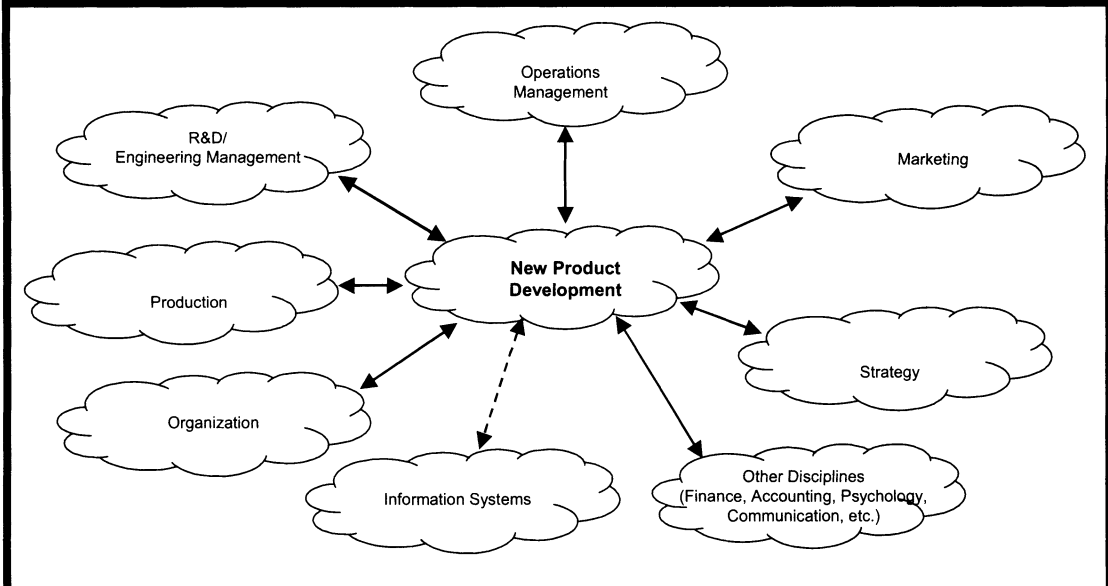 Operations
Management
R&D/
Engineering Management
Marketing
New Product
Development
Production
Strategy
Organization
Information Systems
Other Disciplines
(Finance, Accounting, Psychology,
Communication, etc.)